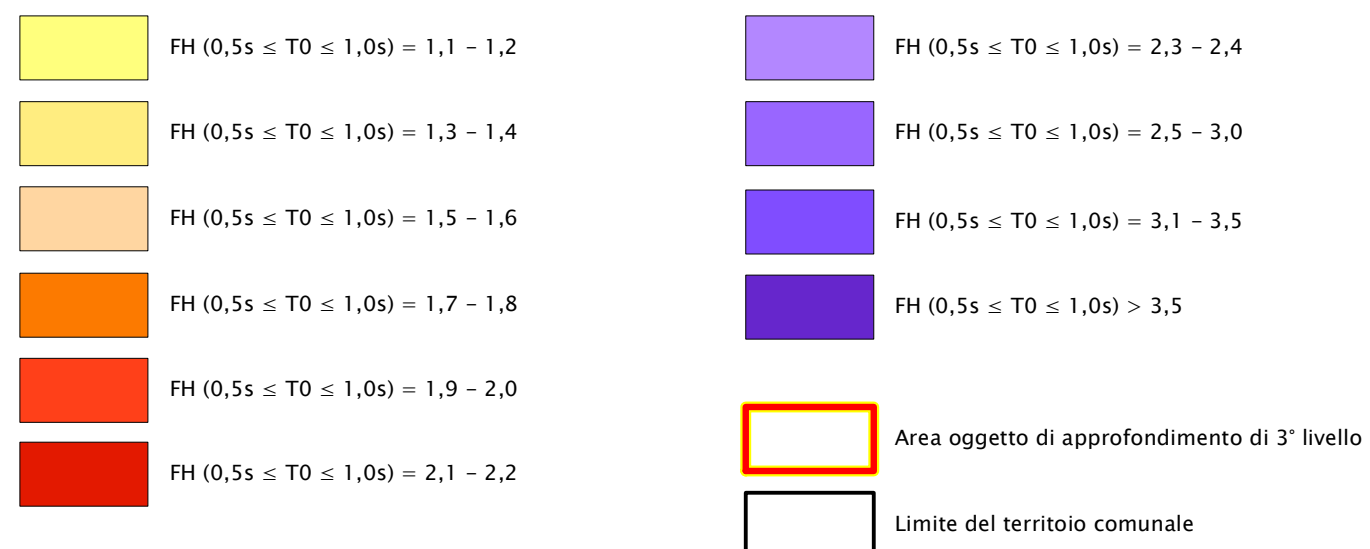 FH (0,5s ≤ T0 ≤ 1,0s) = 1,1 – 1,2
FH (0,5s ≤ T0 ≤ 1,0s) = 1,3 – 1,4
FH (0,5s ≤ T0 ≤ 1,0s) = 1,5 – 1,6
FH (0,5s ≤ T0 ≤ 1,0s) = 1,7 – 1,8
FH (0,5s ≤ T0 ≤ 1,0s) = 1,9 – 2,0
FH (0,5s ≤ T0 ≤ 1,0s) = 2,1 – 2,2
FH (0,5s ≤ T0 ≤ 1,0s) = 2,3 – 2,4
FH (0,5s ≤ T0 ≤ 1,0s) = 2,5 – 3,0
FH (0,5s ≤ T0 ≤ 1,0s) = 3,1 – 3,5
FH (0,5s ≤ T0 ≤ 1,0s) > 3,5
Area oggetto di approfondimento di 3° livello
Limite del territoio comunale